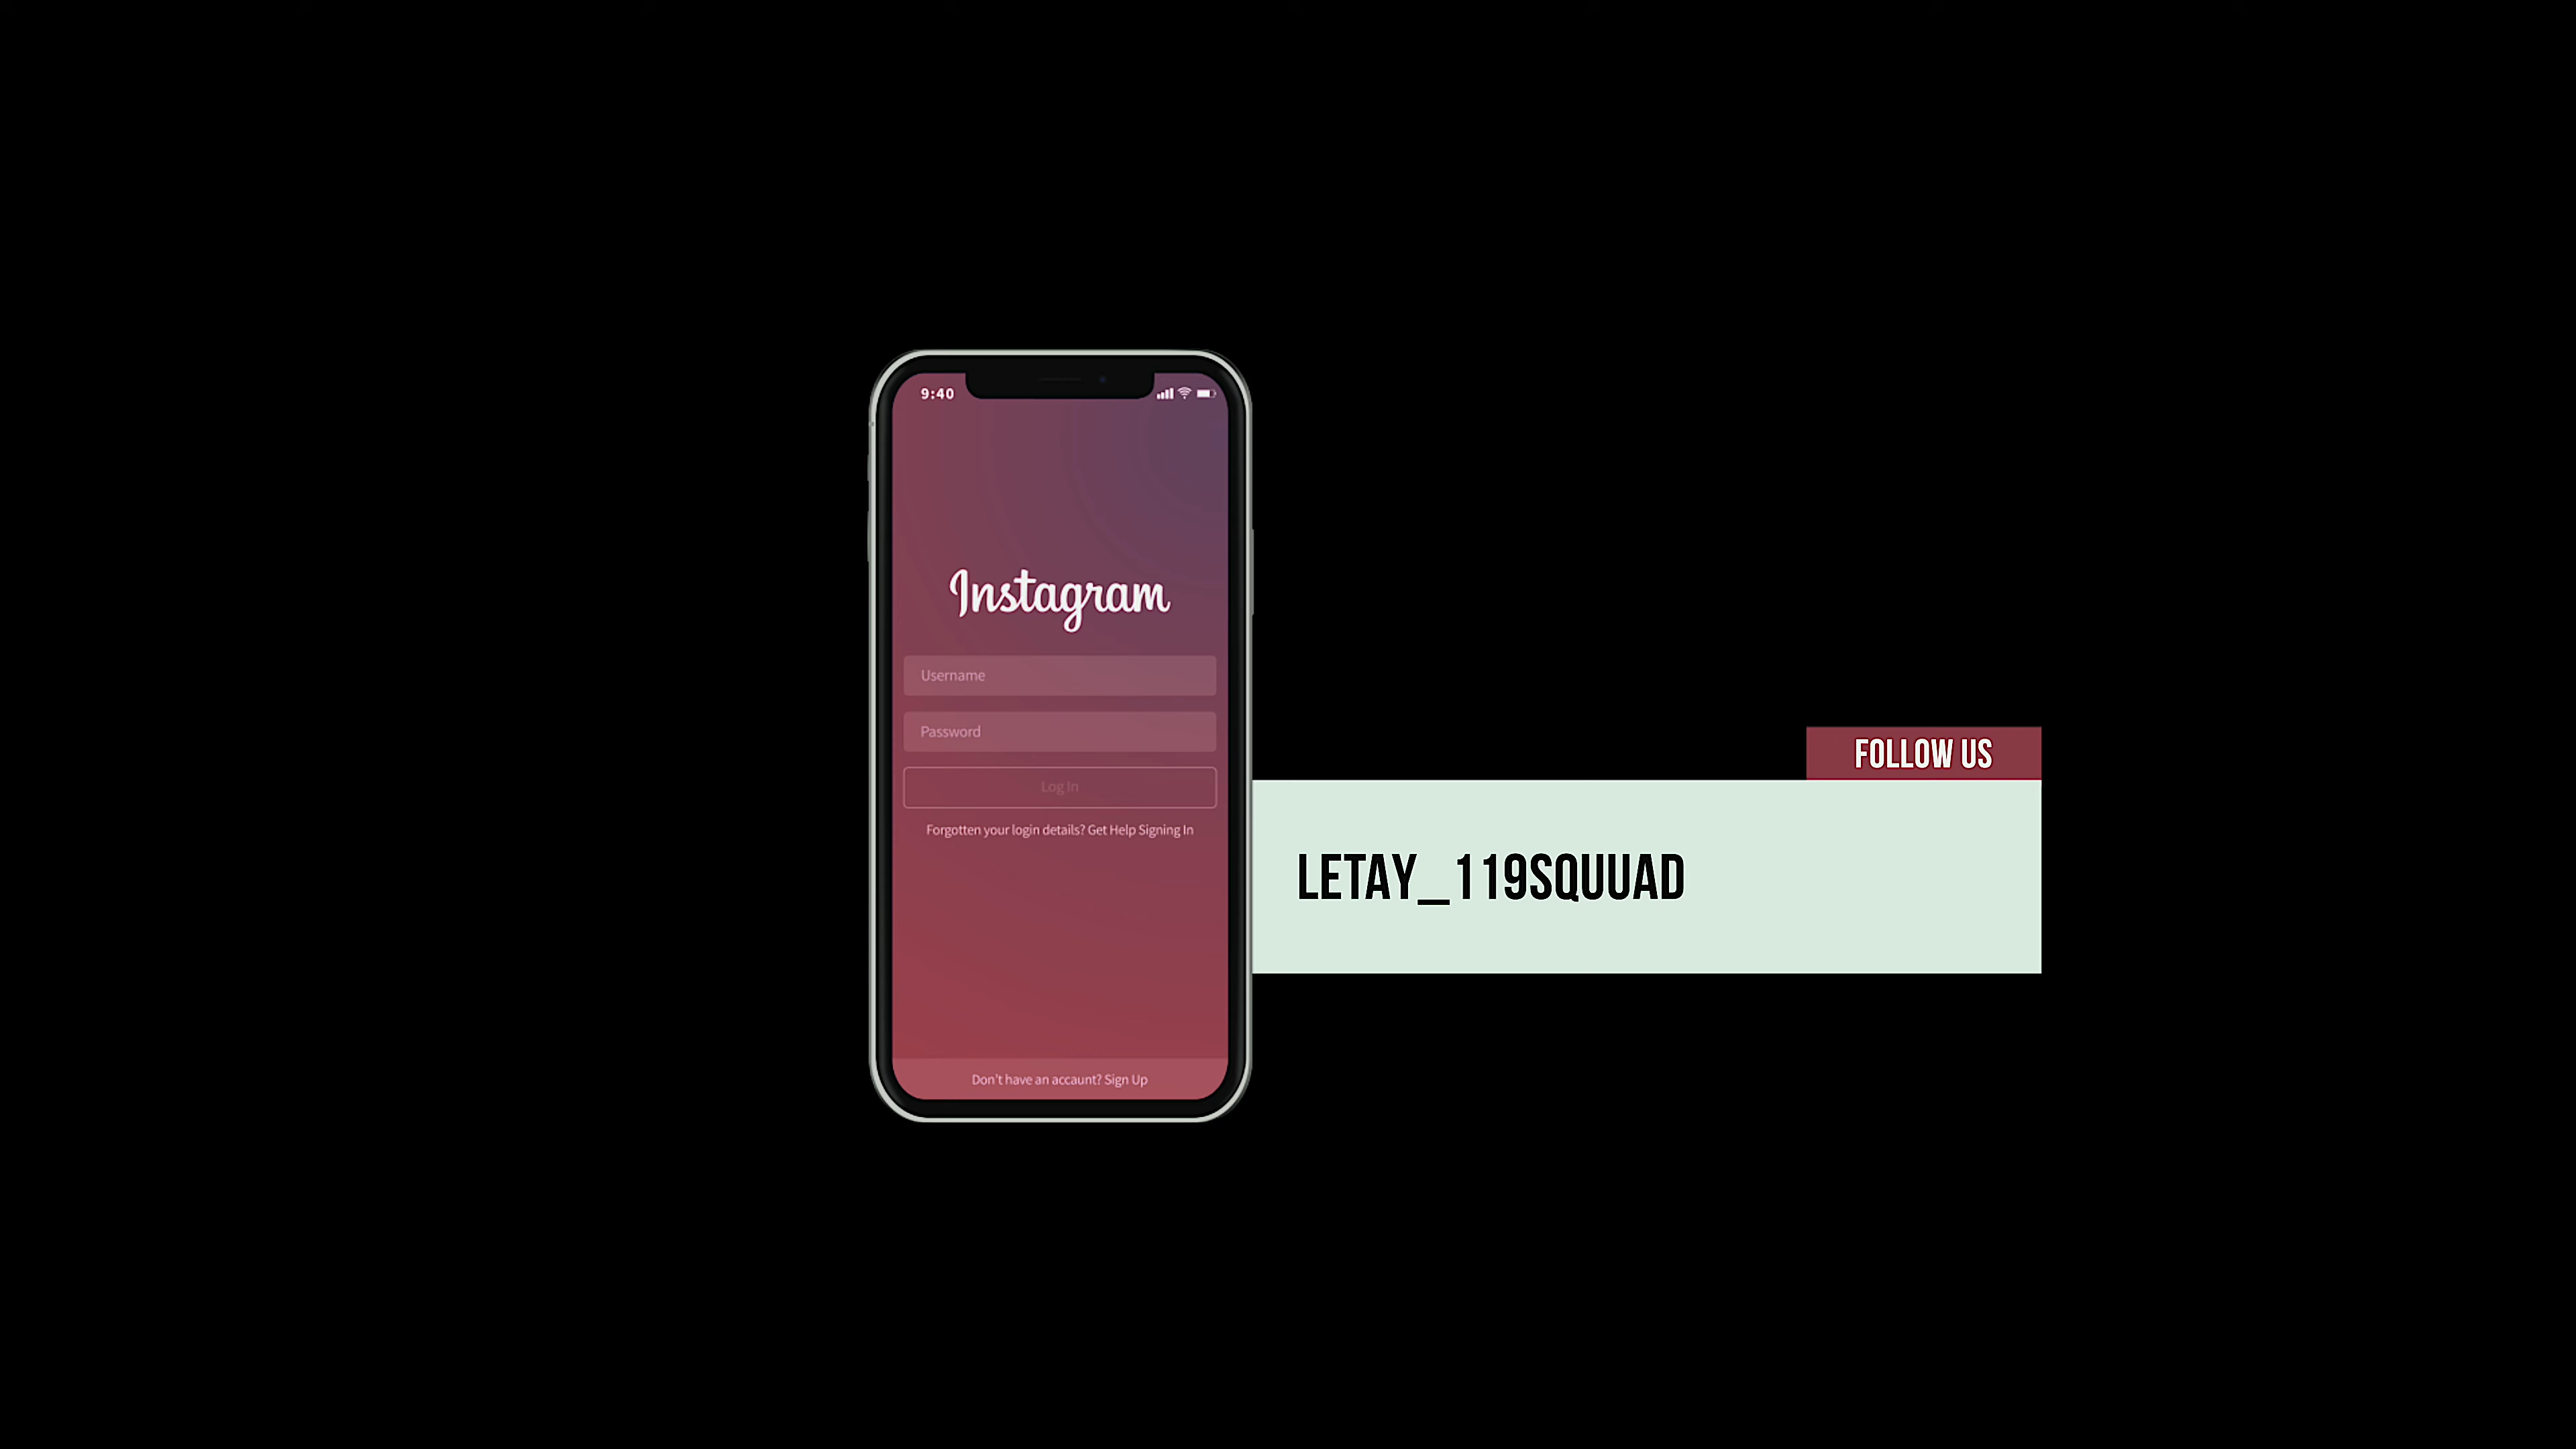 9:40
Instagram
Username
Password
Log In
Forgotten your login details? Get Help Signing In
Don't have an accaunt? Sign Up
FOLLOW US
LETAY_119SQUUAD